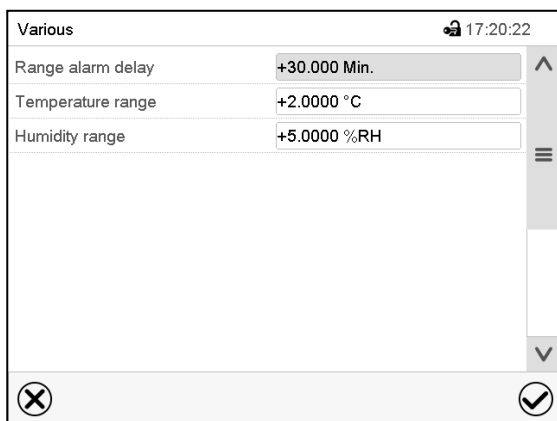 Various 17:20:22
Range alarm delay +30.000 Min.
Temperature range +2.0000 °C
Humidity range +5.0000 %RH